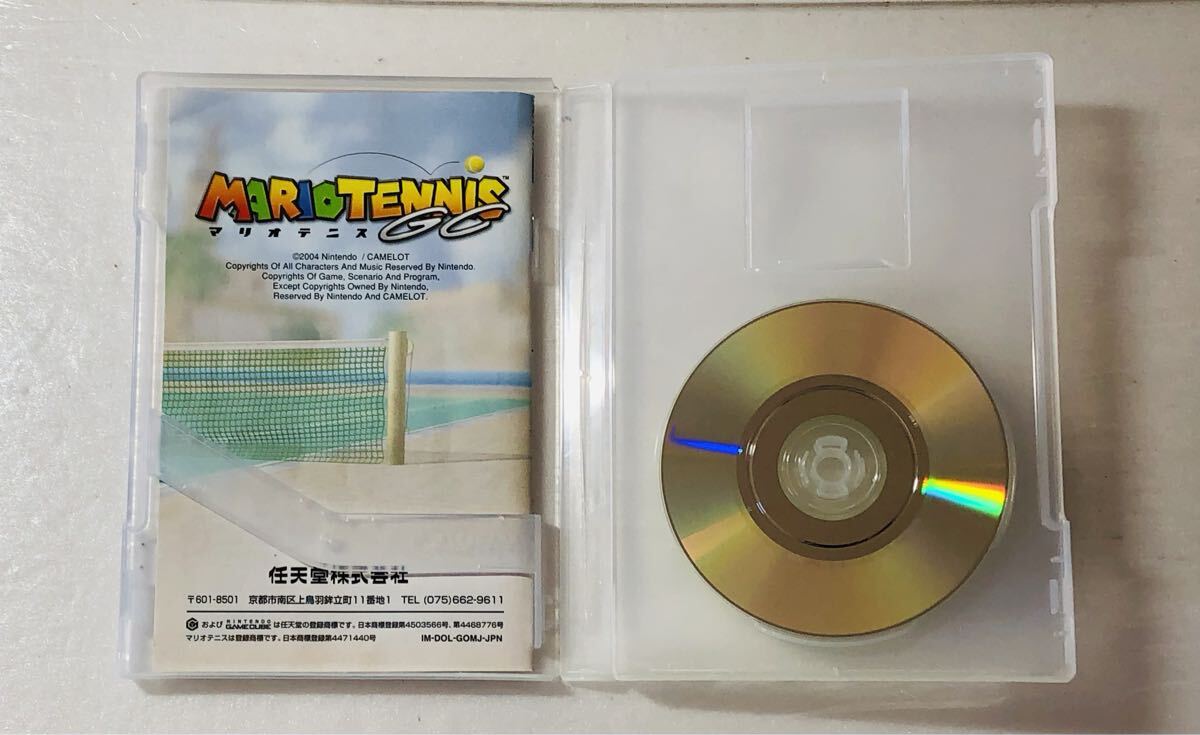 MARIOTENNIS™
GC
マリオテニス
©2004 Nintendo / CAMELOT
Copyrights Of All Characters And Music Reserved By Nintendo.
Copyrights Of Game, Scenario And Program,
Except Copyrights Owned By Nintendo,
Reserved By Nintendo And CAMELOT.
任天堂株式会社
〒601-8501 京都市南区上鳥羽鉾立町11番地1 TEL (075)662-9611
および NINTENDO GAMECUBE は任天堂の登録商標です。日本商標登録第4503566号、第4468776号
マリオテニスは登録商標です。日本商標登録第4471440号 IM-DOL-GOMJ-JPN